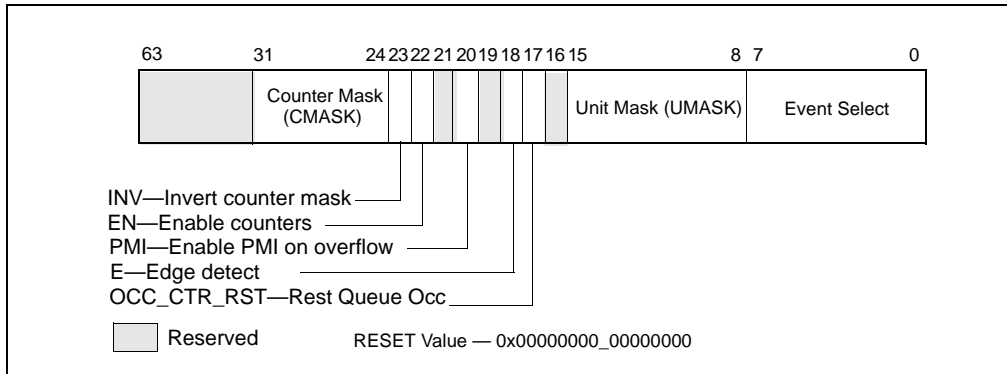 63 31 24 23 22 21 20 19 18 17 16 15 8 7 0
Counter Mask
(CMASK)
Unit Mask (UMASK)
Event Select
INV—Invert counter mask
EN—Enable counters
PMI—Enable PMI on overflow
E—Edge detect
OCC_CTR_RST—Rest Queue Occ
Reserved
RESET Value — 0x00000000_00000000